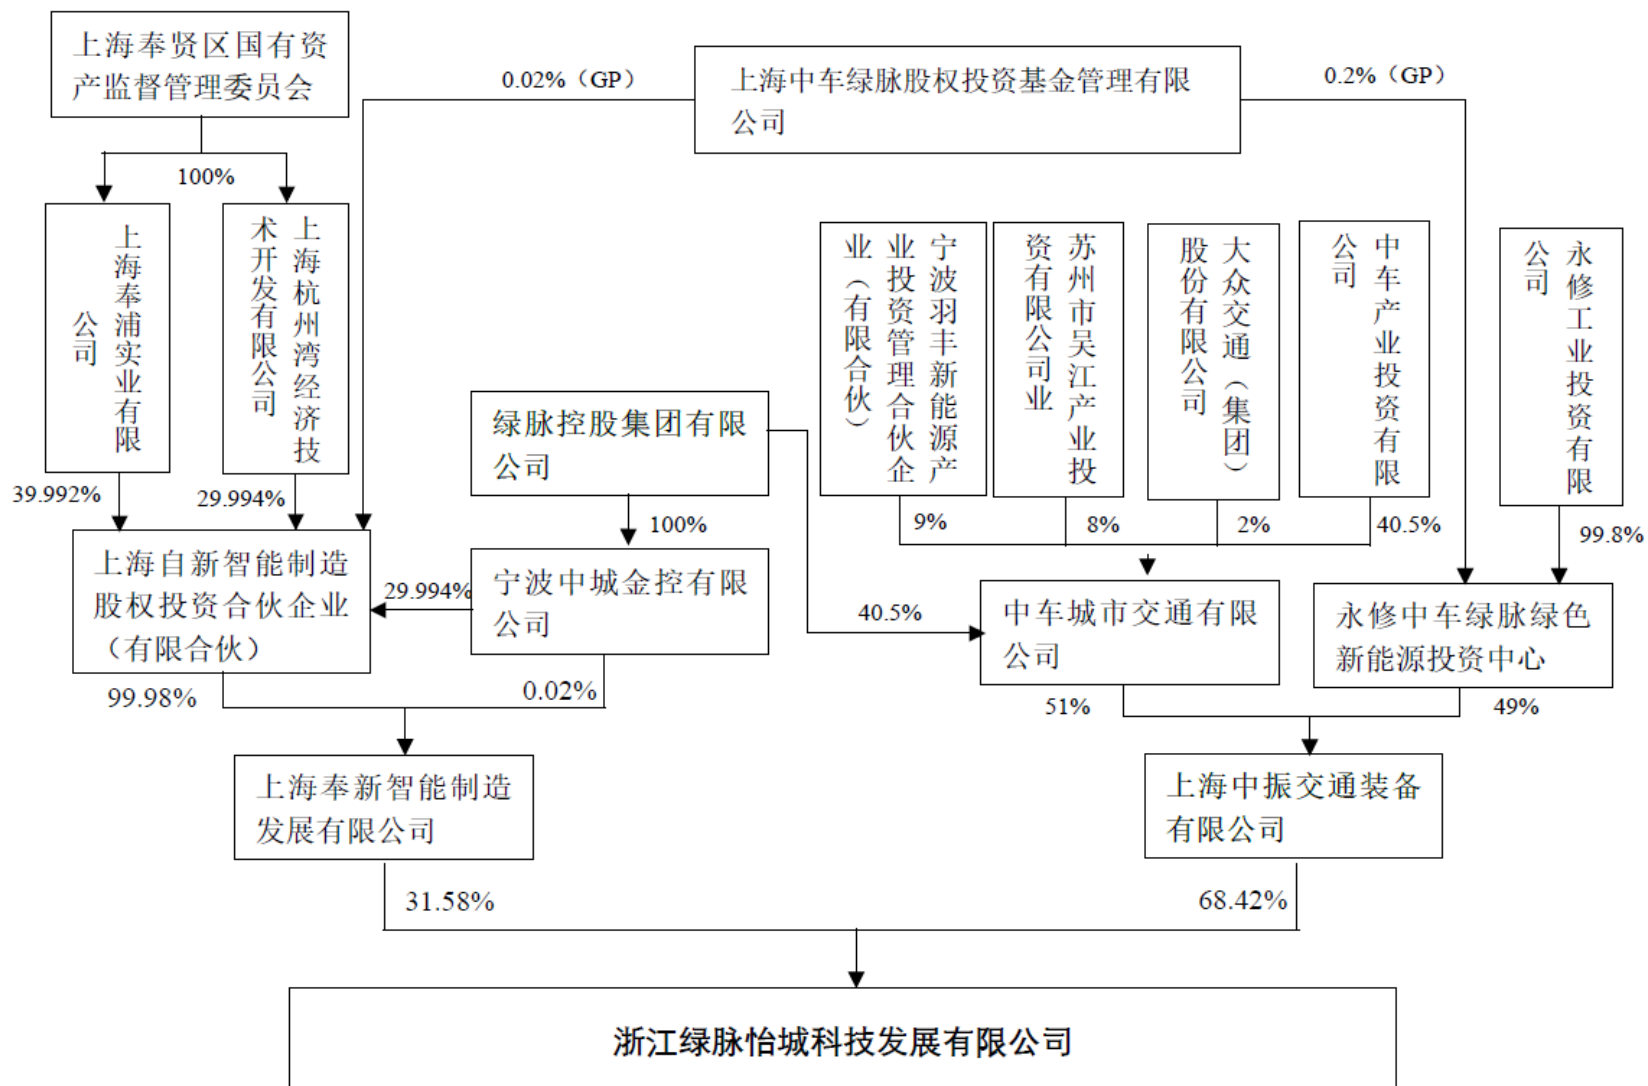 上海奉贤区国有资
产监督管理委员会
0.02%（GP）
上海中车绿脉股权投资基金管理有限
公司
0.2%（GP）
100%
上海奉浦实业有限
公司
上海杭州湾经济技
术开发有限公司
宁波羽丰新能源产
业投资管理合伙企
业（有限合伙）
苏州市吴江产业投
资有限公司业
大众交通（集团）
股份有限公司
中车产业投资有限
公司
永修工业投资有限
公司
绿脉控股集团有限
公司
39.992%
29.994%
100%
9%
8%
2%
40.5%
99.8%
上海自新智能制造
股权投资合伙企业
（有限合伙）
29.994%
宁波中城金控有限
公司
40.5%
中车城市交通有限
公司
永修中车绿脉绿色
新能源投资中心
99.98%
0.02%
51%
49%
上海奉新智能制造
发展有限公司
上海中振交通装备
有限公司
31.58%
68.42%
浙江绿脉怡城科技发展有限公司